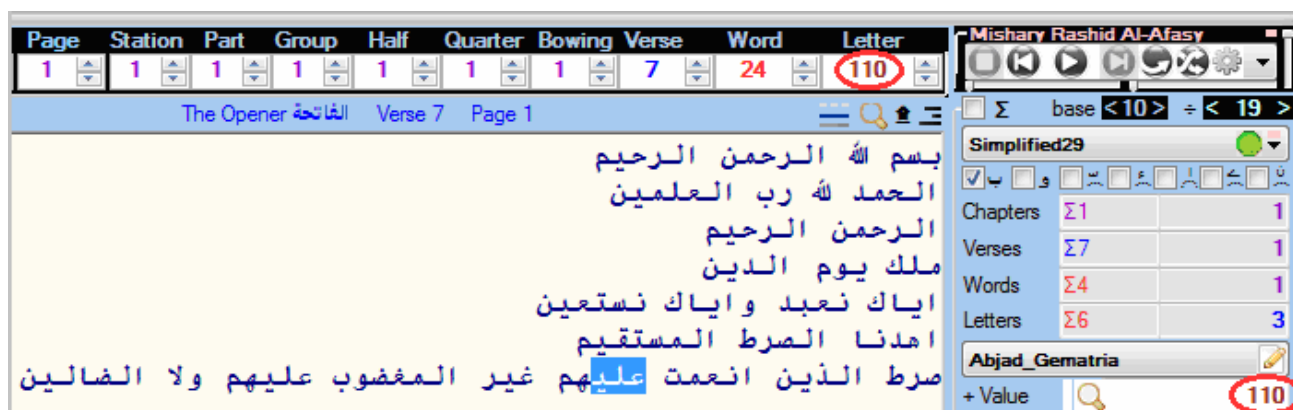 Page Station Part Group Half Quarter Bowing Verse Word Letter
1 1 1 1 1 1 1 7 24 110
The Opener الفاتحة Verse 7 Page 1
بسم الله الرحمن الرحيم
الحمد لله رب العلمين
الرحمن الرحيم
ملك يوم الدين
اياك نعبد واياك نستعين
اهدنا الصرط المستقيم
صرط الذين انعمت عليهم غير المغضوب عليهم ولا الضالين
Mishary Rashid Al-Afasy
Σ base < 10 > ÷ < 19 >
Simplified29
ب و
Chapters Σ1 1
Verses Σ7 1
Words Σ4 1
Letters Σ6 3
Abjad_Gematria
+ Value 110